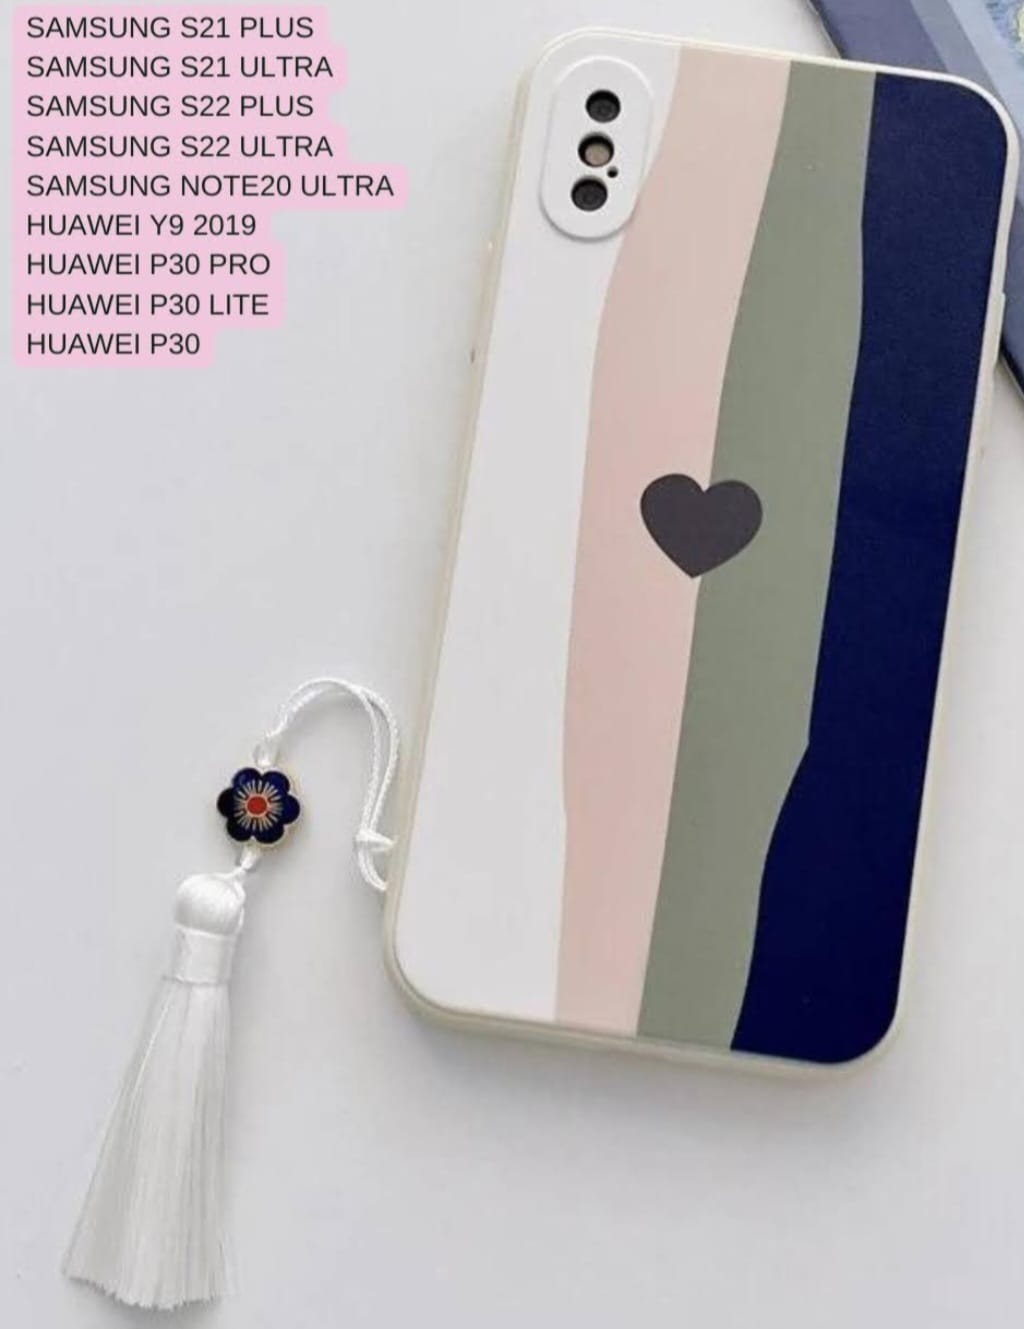 SAMSUNG S21 PLUS
SAMSUNG S21 ULTRA
SAMSUNG S22 PLUS
SAMSUNG S22 ULTRA
SAMSUNG NOTE20 ULTRA
HUAWEI Y9 2019
HUAWEI P30 PRO
HUAWEI P30 LITE
HUAWEI P30